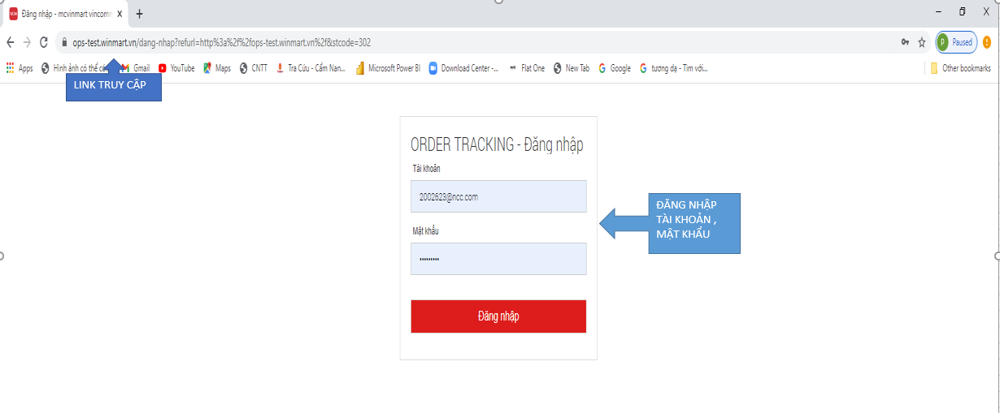 Đăng nhập - mcvinmart vincomm
ops-test.winmart.vn/dang-nhap?refurl=http%3a%2f%2fops-test.winmart.vn%2f&stcode=302
P Paused
Apps Hình ảnh có thể có Gmail YouTube Maps CNTT Tra Cứu - Cẩm Nan... Microsoft Power BI Download Center -... Flat One New Tab Google tương dạ - Tìm với... Other bookmarks
LINK TRUY CẬP
ORDER TRACKING - Đăng nhập
Tài khoản
2002623@ncc.com
ĐĂNG NHẬP
TÀI KHOẢN ,
MẬT KHẨU
Mật khẩu
•••••••••
Đăng nhập